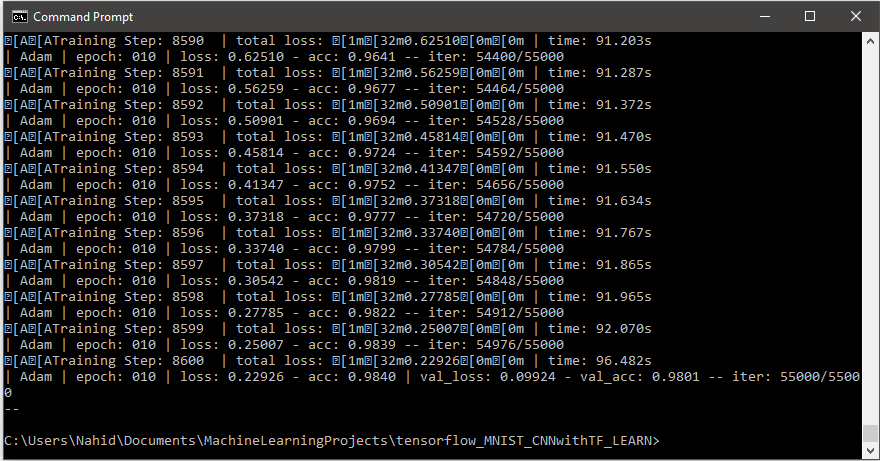 Command Prompt
⍰[A⍰[ATraining Step: 8590  | total loss: ⍰[1m⍰[32m0.62510⍰[0m⍰[0m | time: 91.203s
| Adam | epoch: 010 | loss: 0.62510 - acc: 0.9641 -- iter: 54400/55000
⍰[A⍰[ATraining Step: 8591  | total loss: ⍰[1m⍰[32m0.56259⍰[0m⍰[0m | time: 91.287s
| Adam | epoch: 010 | loss: 0.56259 - acc: 0.9677 -- iter: 54464/55000
⍰[A⍰[ATraining Step: 8592  | total loss: ⍰[1m⍰[32m0.50901⍰[0m⍰[0m | time: 91.372s
| Adam | epoch: 010 | loss: 0.50901 - acc: 0.9694 -- iter: 54528/55000
⍰[A⍰[ATraining Step: 8593  | total loss: ⍰[1m⍰[32m0.45814⍰[0m⍰[0m | time: 91.470s
| Adam | epoch: 010 | loss: 0.45814 - acc: 0.9724 -- iter: 54592/55000
⍰[A⍰[ATraining Step: 8594  | total loss: ⍰[1m⍰[32m0.41347⍰[0m⍰[0m | time: 91.550s
| Adam | epoch: 010 | loss: 0.41347 - acc: 0.9752 -- iter: 54656/55000
⍰[A⍰[ATraining Step: 8595  | total loss: ⍰[1m⍰[32m0.37318⍰[0m⍰[0m | time: 91.634s
| Adam | epoch: 010 | loss: 0.37318 - acc: 0.9777 -- iter: 54720/55000
⍰[A⍰[ATraining Step: 8596  | total loss: ⍰[1m⍰[32m0.33740⍰[0m⍰[0m | time: 91.767s
| Adam | epoch: 010 | loss: 0.33740 - acc: 0.9799 -- iter: 54784/55000
⍰[A⍰[ATraining Step: 8597  | total loss: ⍰[1m⍰[32m0.30542⍰[0m⍰[0m | time: 91.865s
| Adam | epoch: 010 | loss: 0.30542 - acc: 0.9819 -- iter: 54848/55000
⍰[A⍰[ATraining Step: 8598  | total loss: ⍰[1m⍰[32m0.27785⍰[0m⍰[0m | time: 91.965s
| Adam | epoch: 010 | loss: 0.27785 - acc: 0.9822 -- iter: 54912/55000
⍰[A⍰[ATraining Step: 8599  | total loss: ⍰[1m⍰[32m0.25007⍰[0m⍰[0m | time: 92.070s
| Adam | epoch: 010 | loss: 0.25007 - acc: 0.9839 -- iter: 54976/55000
⍰[A⍰[ATraining Step: 8600  | total loss: ⍰[1m⍰[32m0.22926⍰[0m⍰[0m | time: 96.482s
| Adam | epoch: 010 | loss: 0.22926 - acc: 0.9840 | val_loss: 0.09924 - val_acc: 0.9801 -- iter: 55000/5500
0
--
C:\Users\Nahid\Documents\MachineLearningProjects\tensorflow_MNIST_CNNwithTF_LEARN>